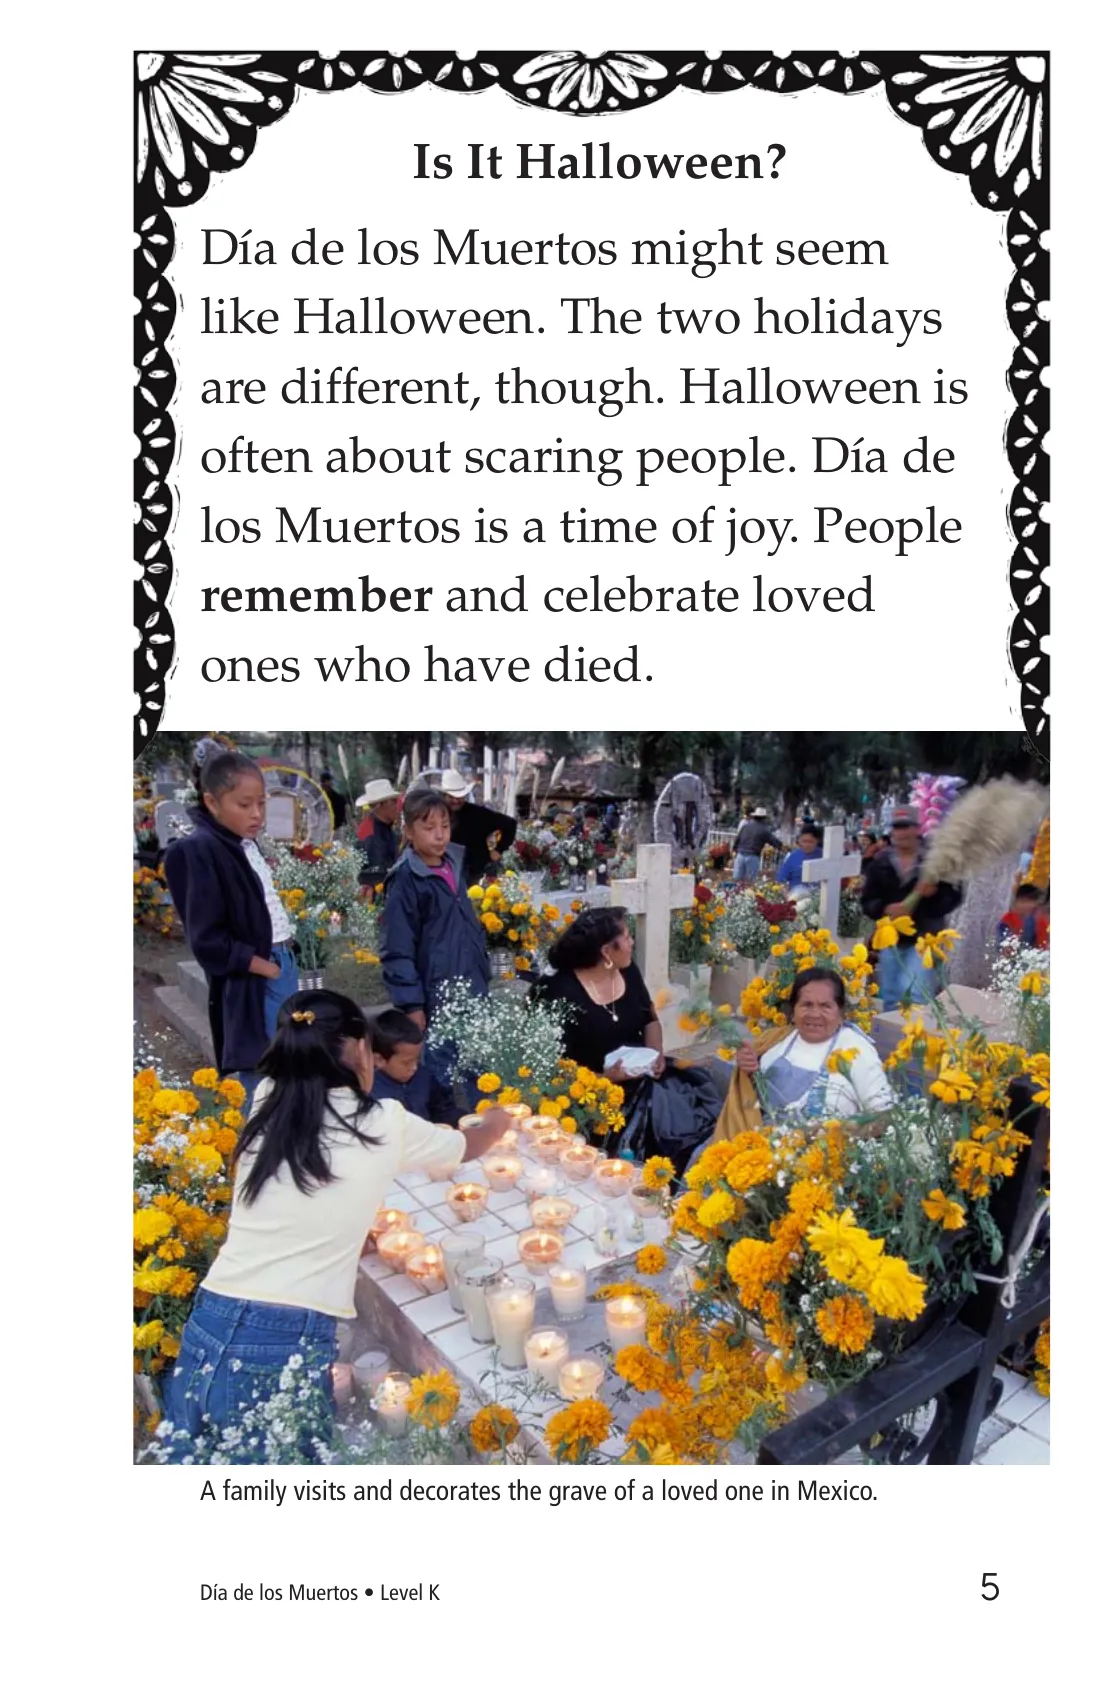 Is It Halloween?
Día de los Muertos might seem
like Halloween. The two holidays
are different, though. Halloween is
often about scaring people. Día de
los Muertos is a time of joy. People
remember and celebrate loved
ones who have died.
A family visits and decorates the grave of a loved one in Mexico.
Día de los Muertos • Level K
5